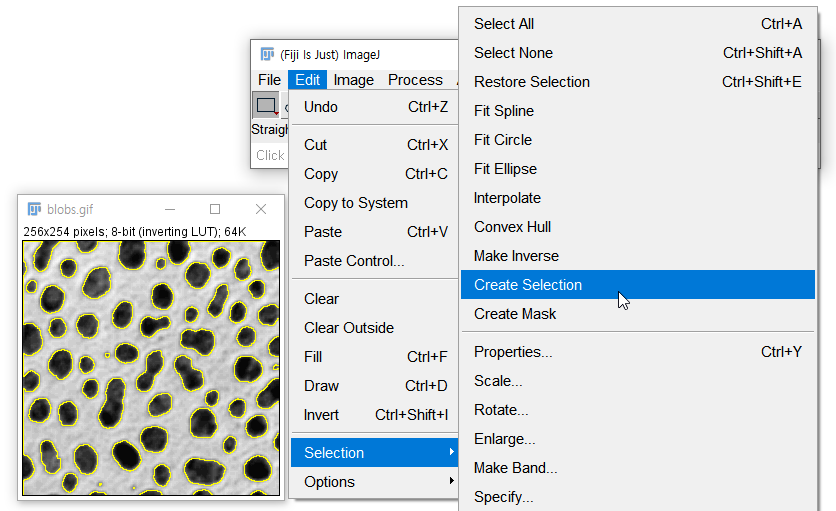 (Fiji Is Just) ImageJ
File Edit Image Process
Straigh
Click
Undo Ctrl+Z
Cut Ctrl+X
Copy Ctrl+C
Copy to System
Paste Ctrl+V
Paste Control...
Clear
Clear Outside
Fill Ctrl+F
Draw Ctrl+D
Invert Ctrl+Shift+I
Selection
Options
Select All Ctrl+A
Select None Ctrl+Shift+A
Restore Selection Ctrl+Shift+E
Fit Spline
Fit Circle
Fit Ellipse
Interpolate
Convex Hull
Make Inverse
Create Selection
Create Mask
Properties... Ctrl+Y
Scale...
Rotate...
Enlarge...
Make Band...
Specify...
blobs.gif
256x254 pixels; 8-bit (inverting LUT); 64K